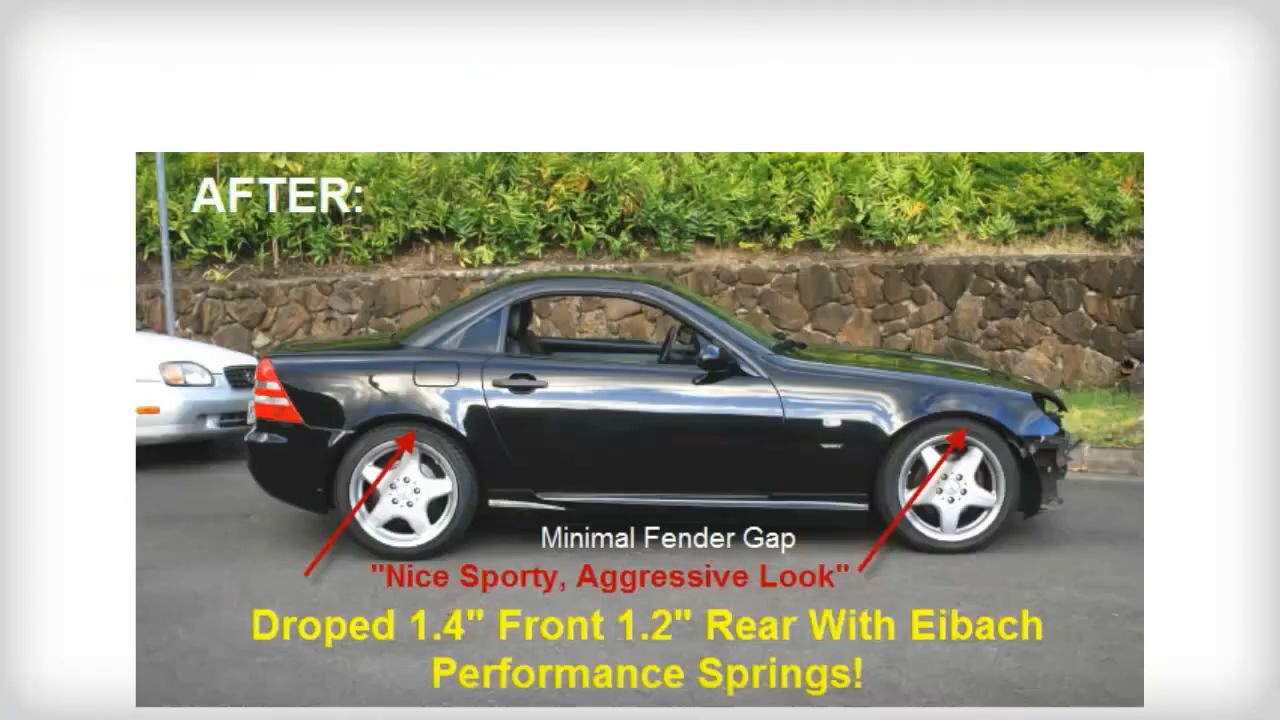 AFTER:
Minimal Fender Gap
"Nice Sporty, Aggressive Look"
Droped 1.4" Front 1.2" Rear With Eibach
Performance Springs!